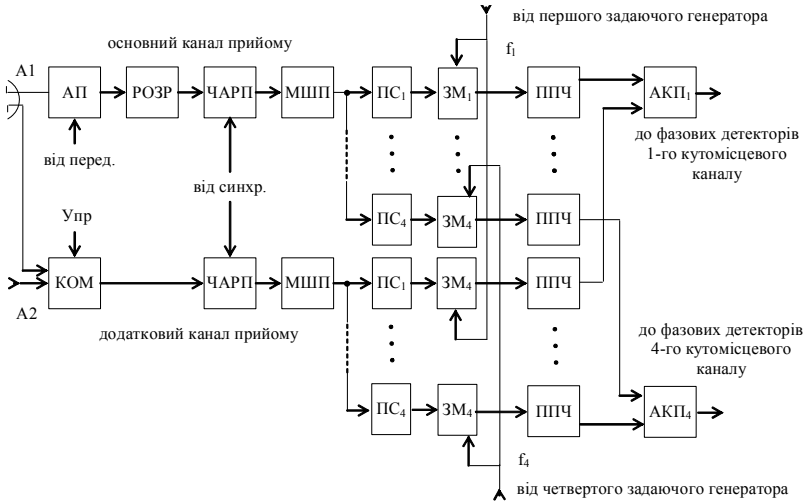 від першого задаючого генератора
основний канал прийому
f1
A1
АП
РОЗР
ЧАРП
МШП
ПС1
ЗМ1
ППЧ
АКП1
від перед.
до фазових детекторів
1-го кутомісцевого
каналу
від синхр.
Упр
ПС4
ЗМ4
ППЧ
КОМ
ЧАРП
МШП
ПС1
ЗМ4
ППЧ
A2
додатковий канал прийому
до фазових детекторів
4-го кутомісцевого
каналу
ПС4
ЗМ4
ППЧ
АКП4
f4
від четвертого задаючого генератора